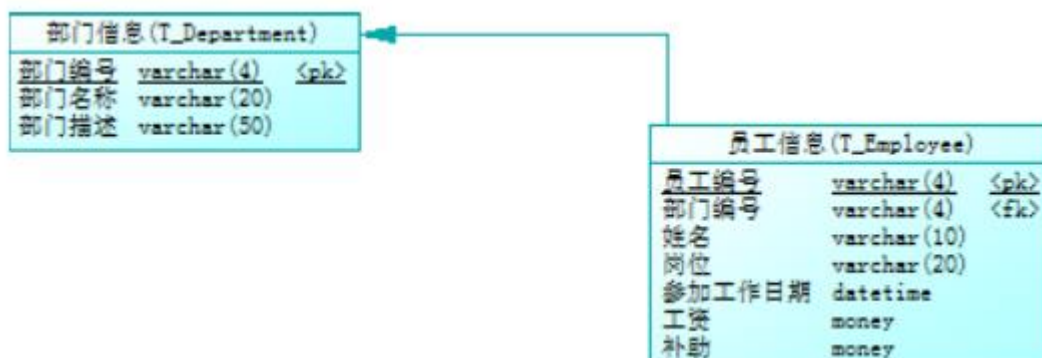 部门信息(T_Department)
部门编号 varchar(4) <pk>
部门名称 varchar(20)
部门描述 varchar(50)
员工信息(T_Employee)
员工编号 varchar(4) <pk>
部门编号 varchar(4) <fk>
姓名 varchar(10)
岗位 varchar(20)
参加工作日期 datetime
工资 money
补助 money